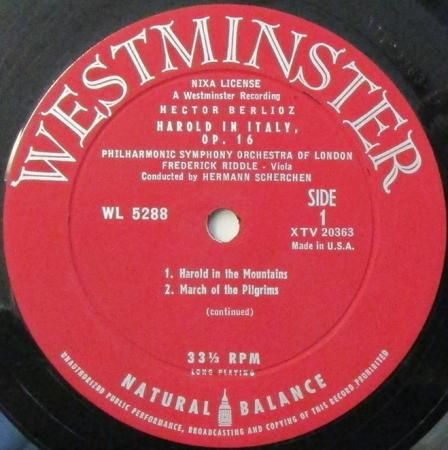 WESTMINSTER
NIXA LICENSE
A Westminster Recording
HECTOR BERLIOZ
HAROLD IN ITALY,
OP. 16
PHILHARMONIC SYMPHONY ORCHESTRA OF LONDON
FREDERICK RIDDLE - Viola
Conducted by HERMANN SCHERCHEN
WL 5288
SIDE
1
XTV 20363
Made in U.S.A.
1. Harold in the Mountains
2. March of the Pilgrims
(continued)
33⅓ RPM
LONG PLAYING
NATURAL BALANCE
UNAUTHORIZED PUBLIC PERFORMANCE, BROADCASTING AND COPYING OF THIS RECORD PROHIBITED